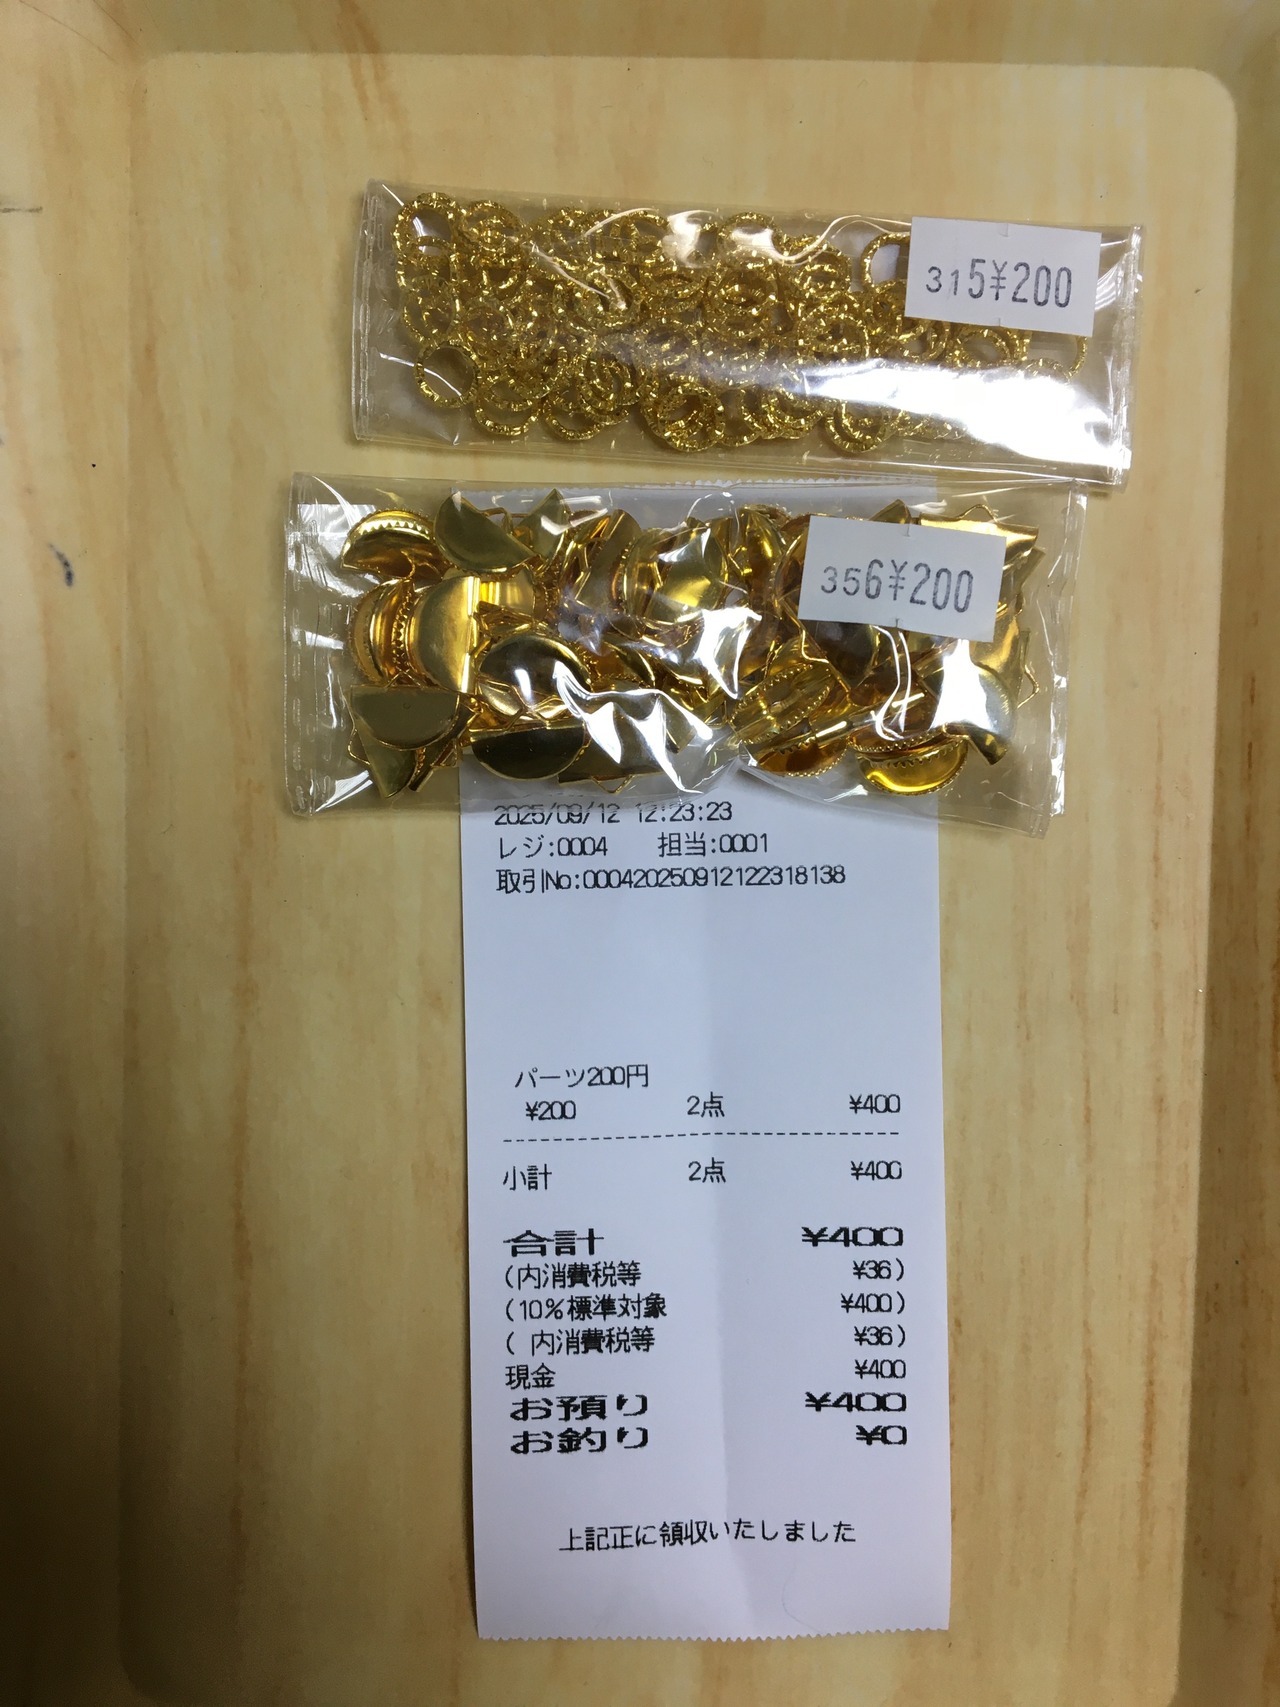 315¥200
356¥200
2025/09/12 12:23:23
レジ:0004 担当:0001
取引No:0004202509121223 18138
パーツ200円
¥200 2点 ¥400
小計 2点 ¥400
合計 ¥400
(内消費税等 ¥36)
(10%標準対象 ¥400)
( 内消費税等 ¥36)
現金 ¥400
お預り ¥400
お釣り ¥0
上記正に領収いたしました